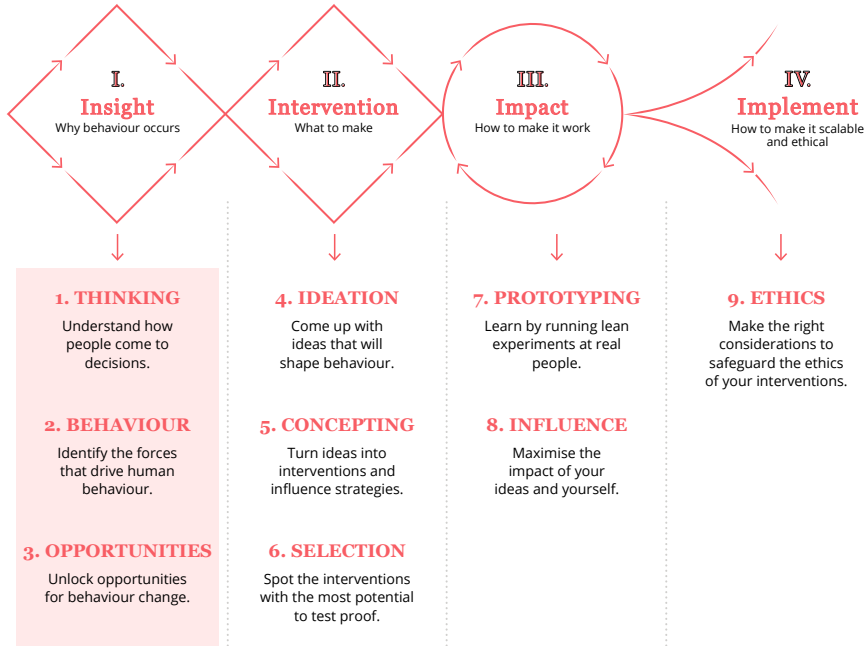 I.
Insight
Why behaviour occurs
II.
Intervention
What to make
III.
Impact
How to make it work
IV.
Implement
How to make it scalable
and ethical
1. THINKING
Understand how
people come to
decisions.
2. BEHAVIOUR
Identify the forces
that drive human
behaviour.
3. OPPORTUNITIES
Unlock opportunities
for behaviour change.
4. IDEATION
Come up with
ideas that will
shape behaviour.
5. CONCEPTING
Turn ideas into
interventions and
influence strategies.
6. SELECTION
Spot the interventions
with the most potential
to test proof.
7. PROTOTYPING
Learn by running lean
experiments at real
people.
8. INFLUENCE
Maximise the
impact of your
ideas and yourself.
9. ETHICS
Make the right
considerations to
safeguard the ethics
of your interventions.